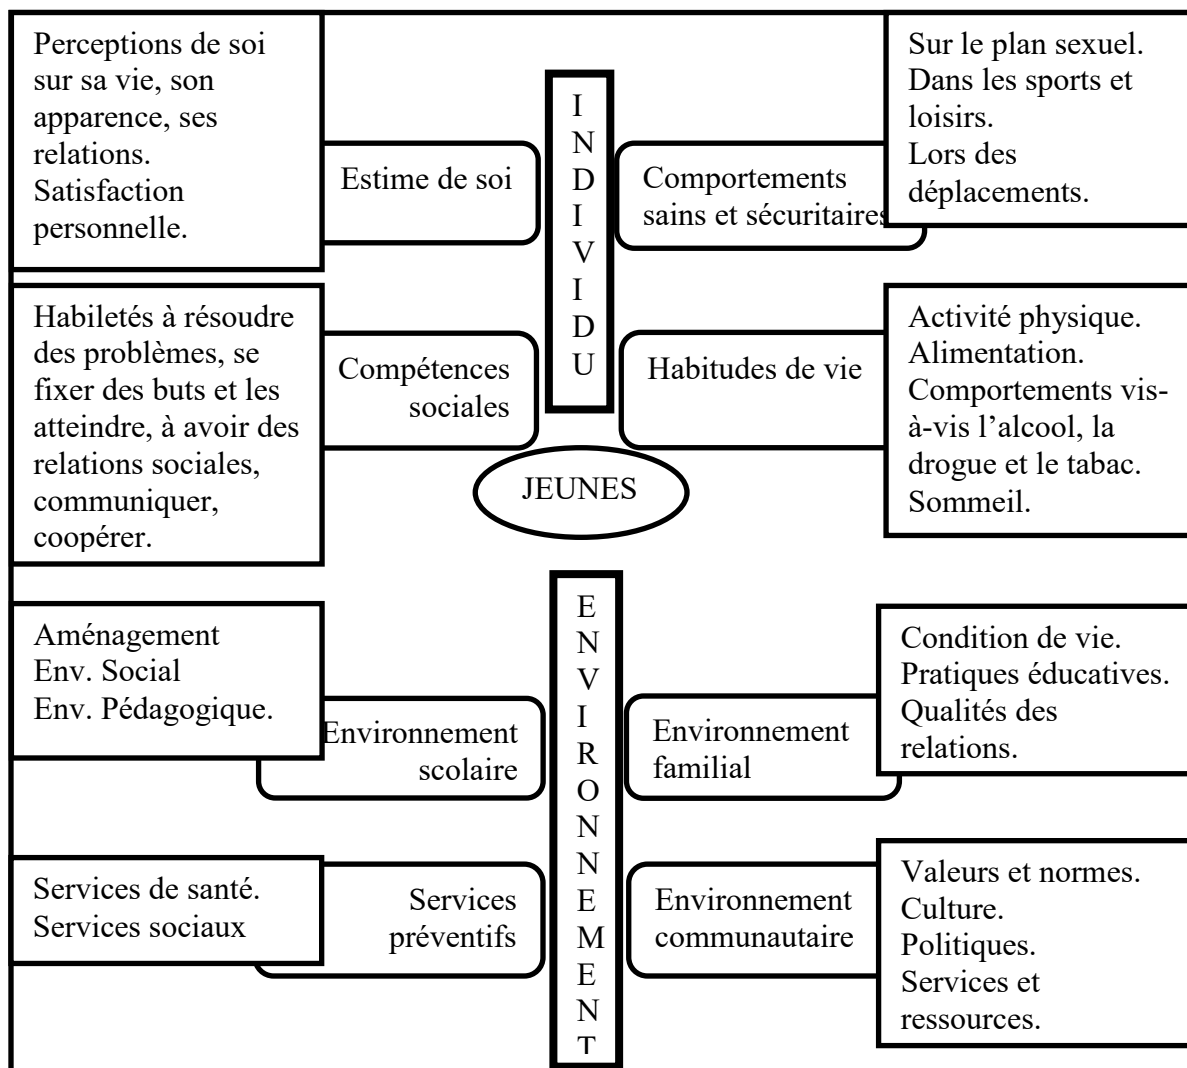 Perceptions de soi
sur sa vie, son
apparence, ses
relations.
Satisfaction
personnelle.
Estime de soi
INDIVIDU
Comportements
sains et sécuritaires
Sur le plan sexuel.
Dans les sports et
loisirs.
Lors des
déplacements.
Habiletés à résoudre
des problèmes, se
fixer des buts et les
atteindre, à avoir des
relations sociales,
communiquer,
coopérer.
Compétences
sociales
Habitudes de vie
Activité physique.
Alimentation.
Comportements vis-
à-vis l’alcool, la
drogue et le tabac.
Sommeil.
JEUNES
Aménagement
Env. Social
Env. Pédagogique.
Environnement
scolaire
ENVIRONNEMENT
Environnement
familial
Condition de vie.
Pratiques éducatives.
Qualités des
relations.
Services de santé.
Services sociaux
Services
préventifs
Environnement
communautaire
Valeurs et normes.
Culture.
Politiques.
Services et
ressources.